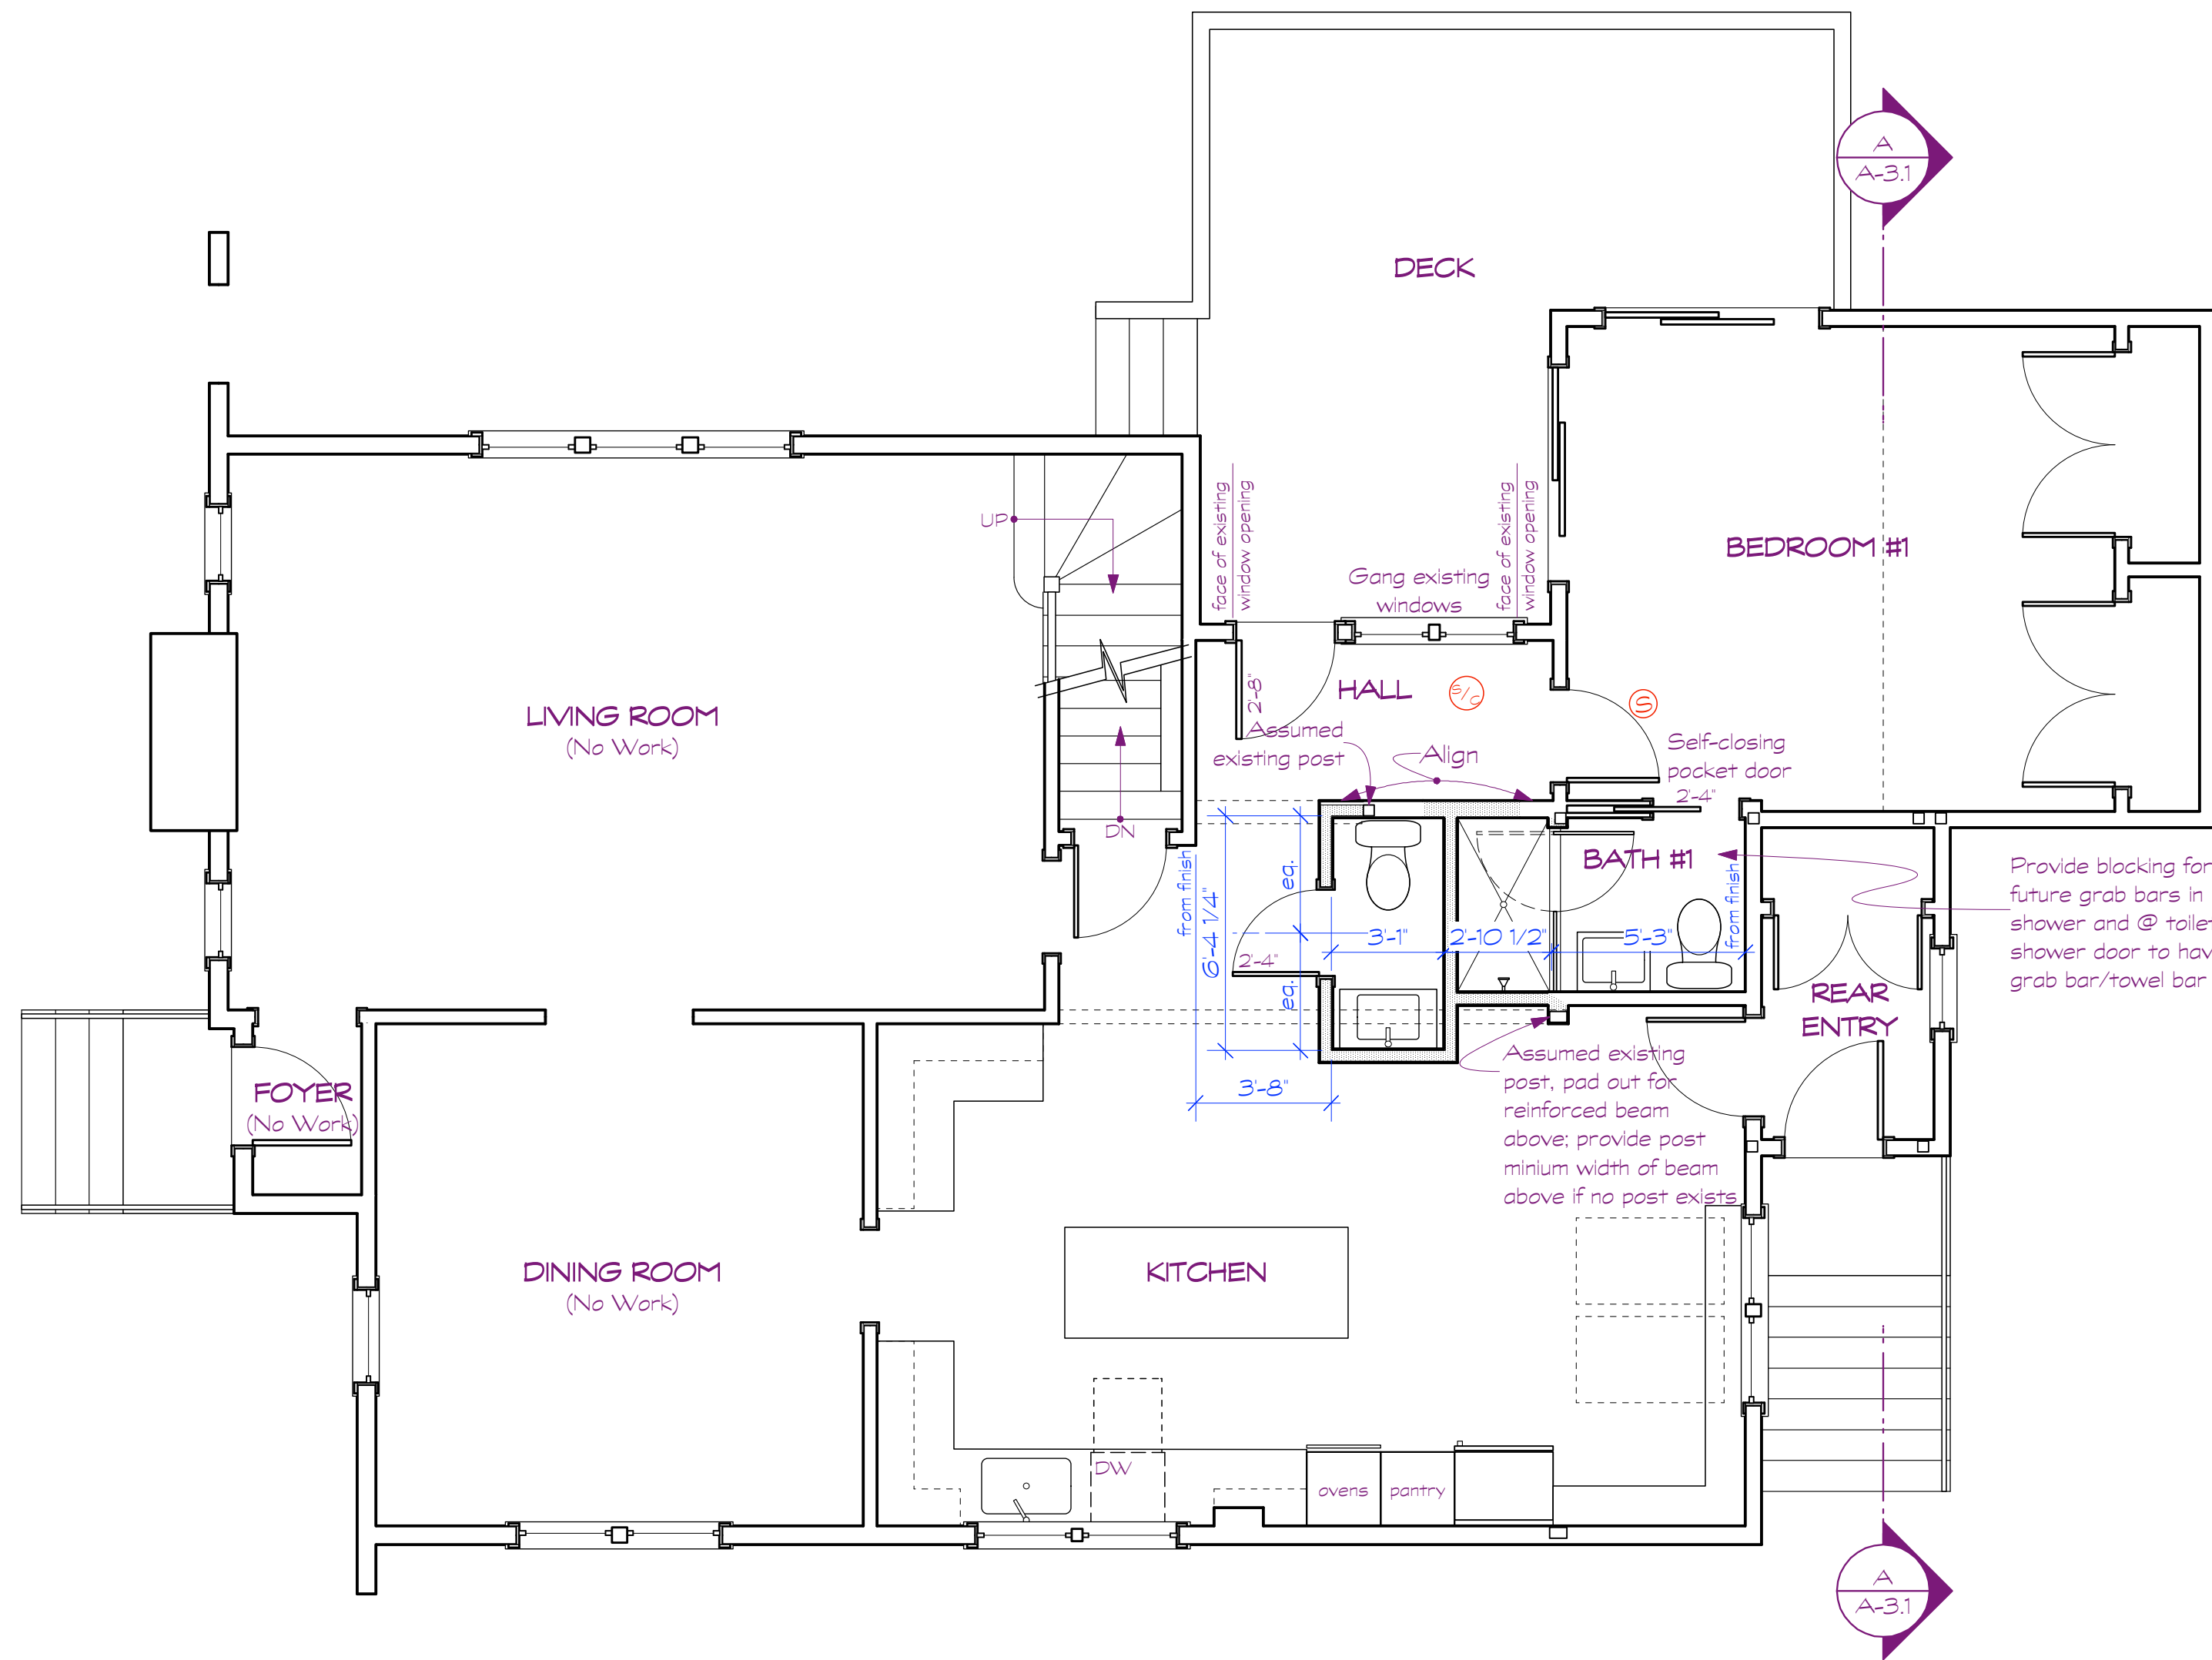 A
A-3.1
DECK
face of existing
window opening
face of existing
window opening
UP
BEDROOM #1
Gang existing
windows
2'-8"
HALL
S/C
S
LIVING ROOM
(No Work)
Assumed
existing post
Align
Self-closing
pocket door
2'-4"
DN
BATH #1
Provide blocking for
future grab bars in
shower and @ toilet
shower door to hav
grab bar/towel bar
from finish
6'-4 1/4"
eq.
eq.
2'-4"
3'-1"
2'-10 1/2"
5'-3"
from finish
REAR
ENTRY
3'-8"
Assumed existing
post, pad out for
reinforced beam
above; provide post
minium width of beam
above if no post exists
FOYER
(No Work)
DINING ROOM
(No Work)
KITCHEN
DW
ovens
pantry
A
A-3.1